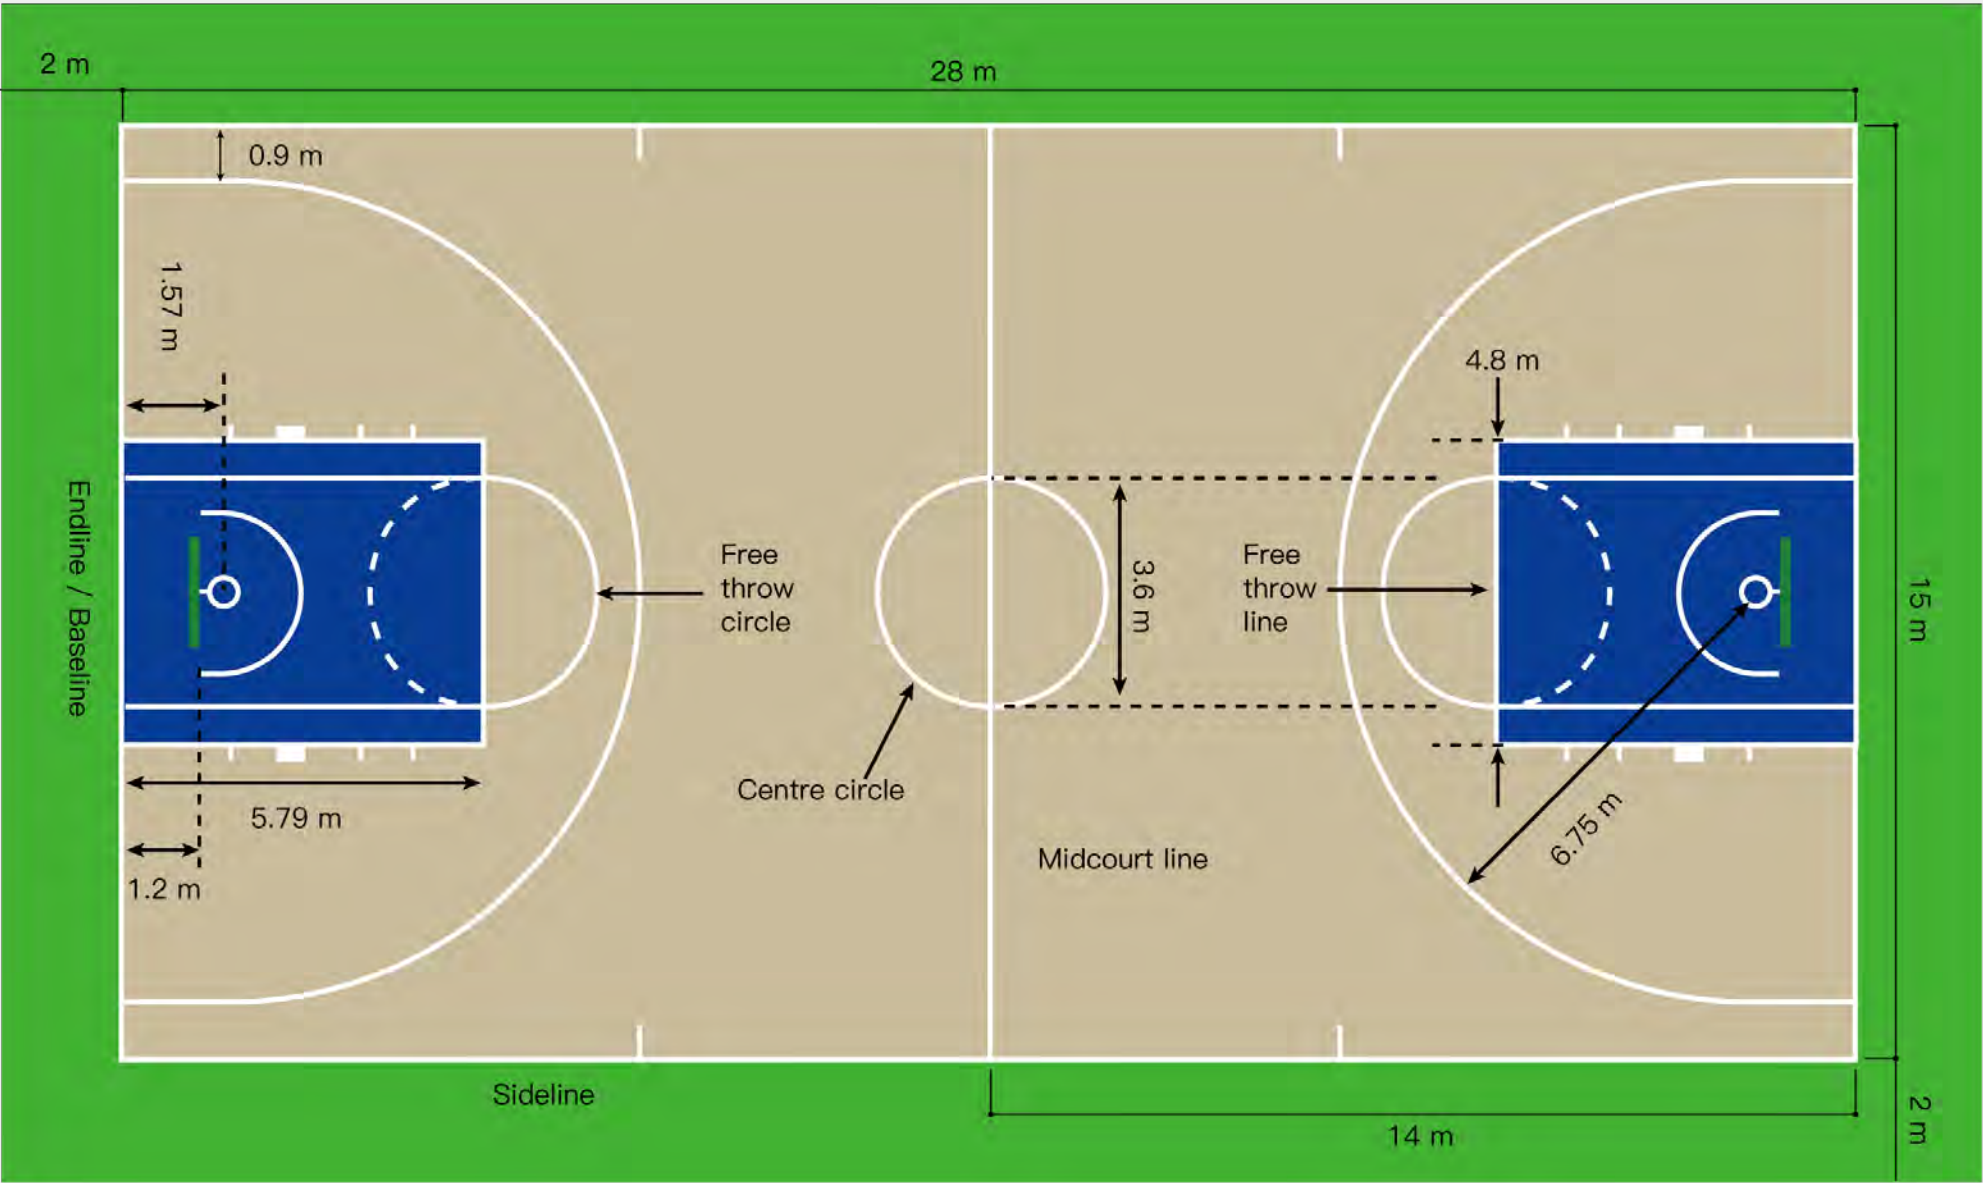 2 m
28 m
0.9 m
1.57 m
4.8 m
Endline / Baseline
Free
throw
circle
3.6 m
Free
throw
line
15 m
Centre circle
5.79 m
6.75 m
Midcourt line
1.2 m
Sideline
14 m
2 m